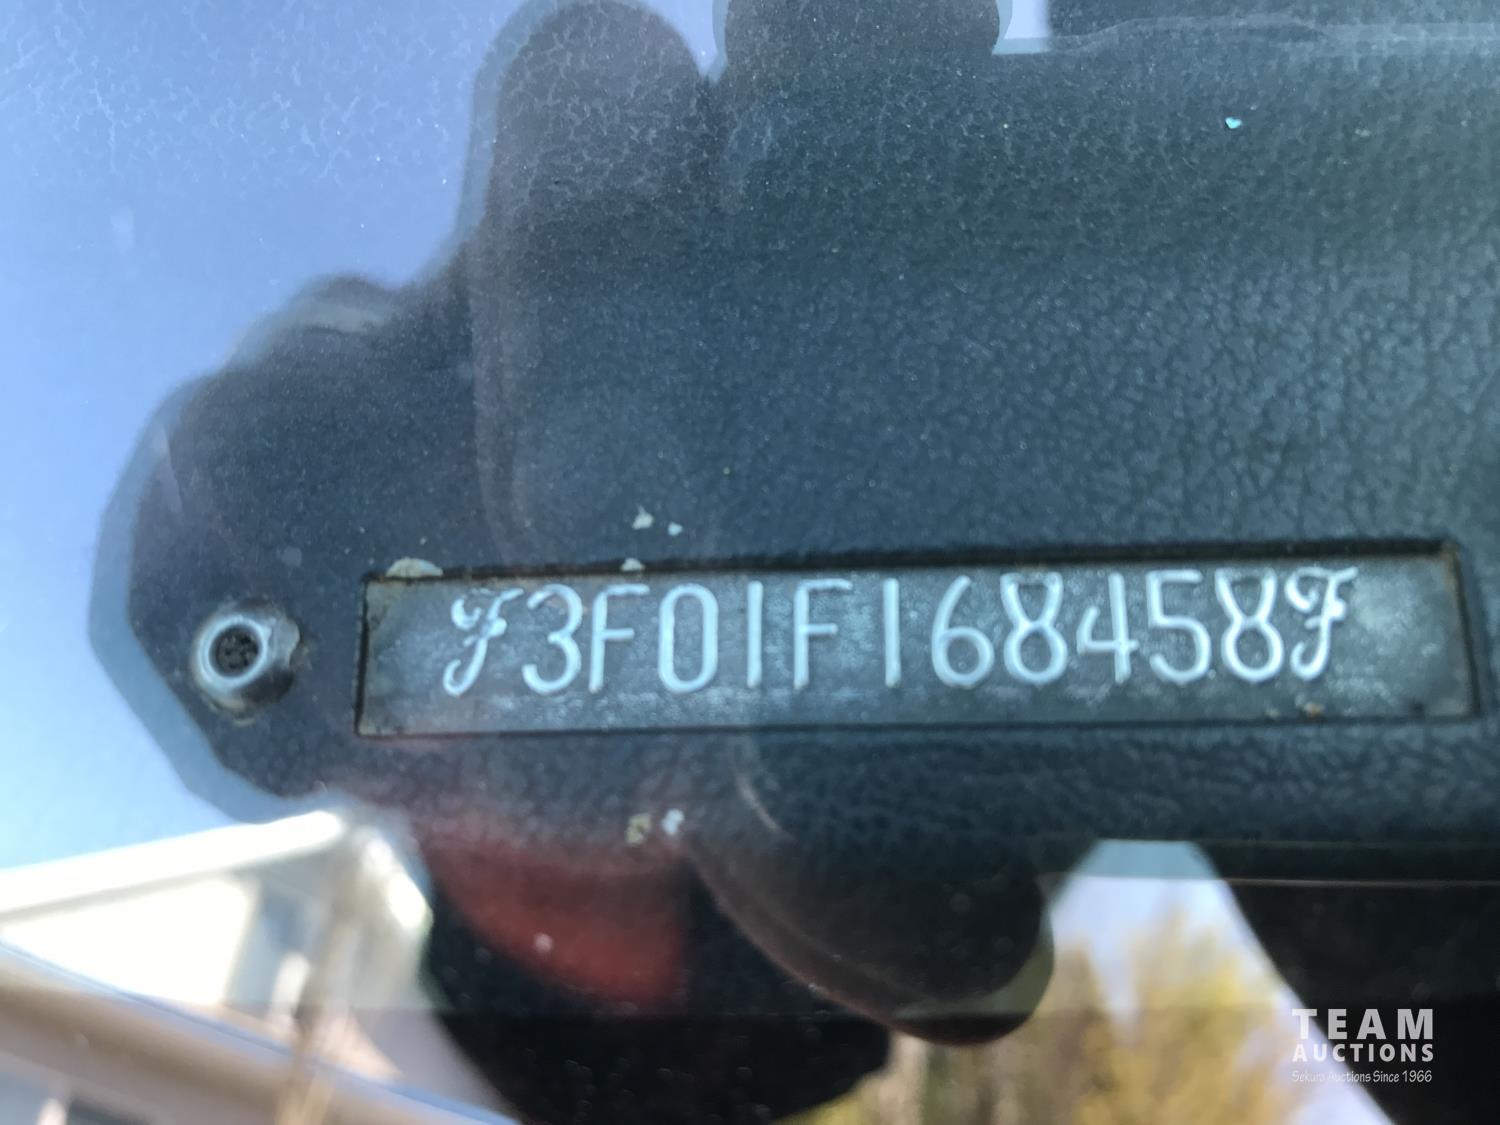 F3F01F168458F
TEAM
AUCTIONS
Sekura Auctions Since 1966